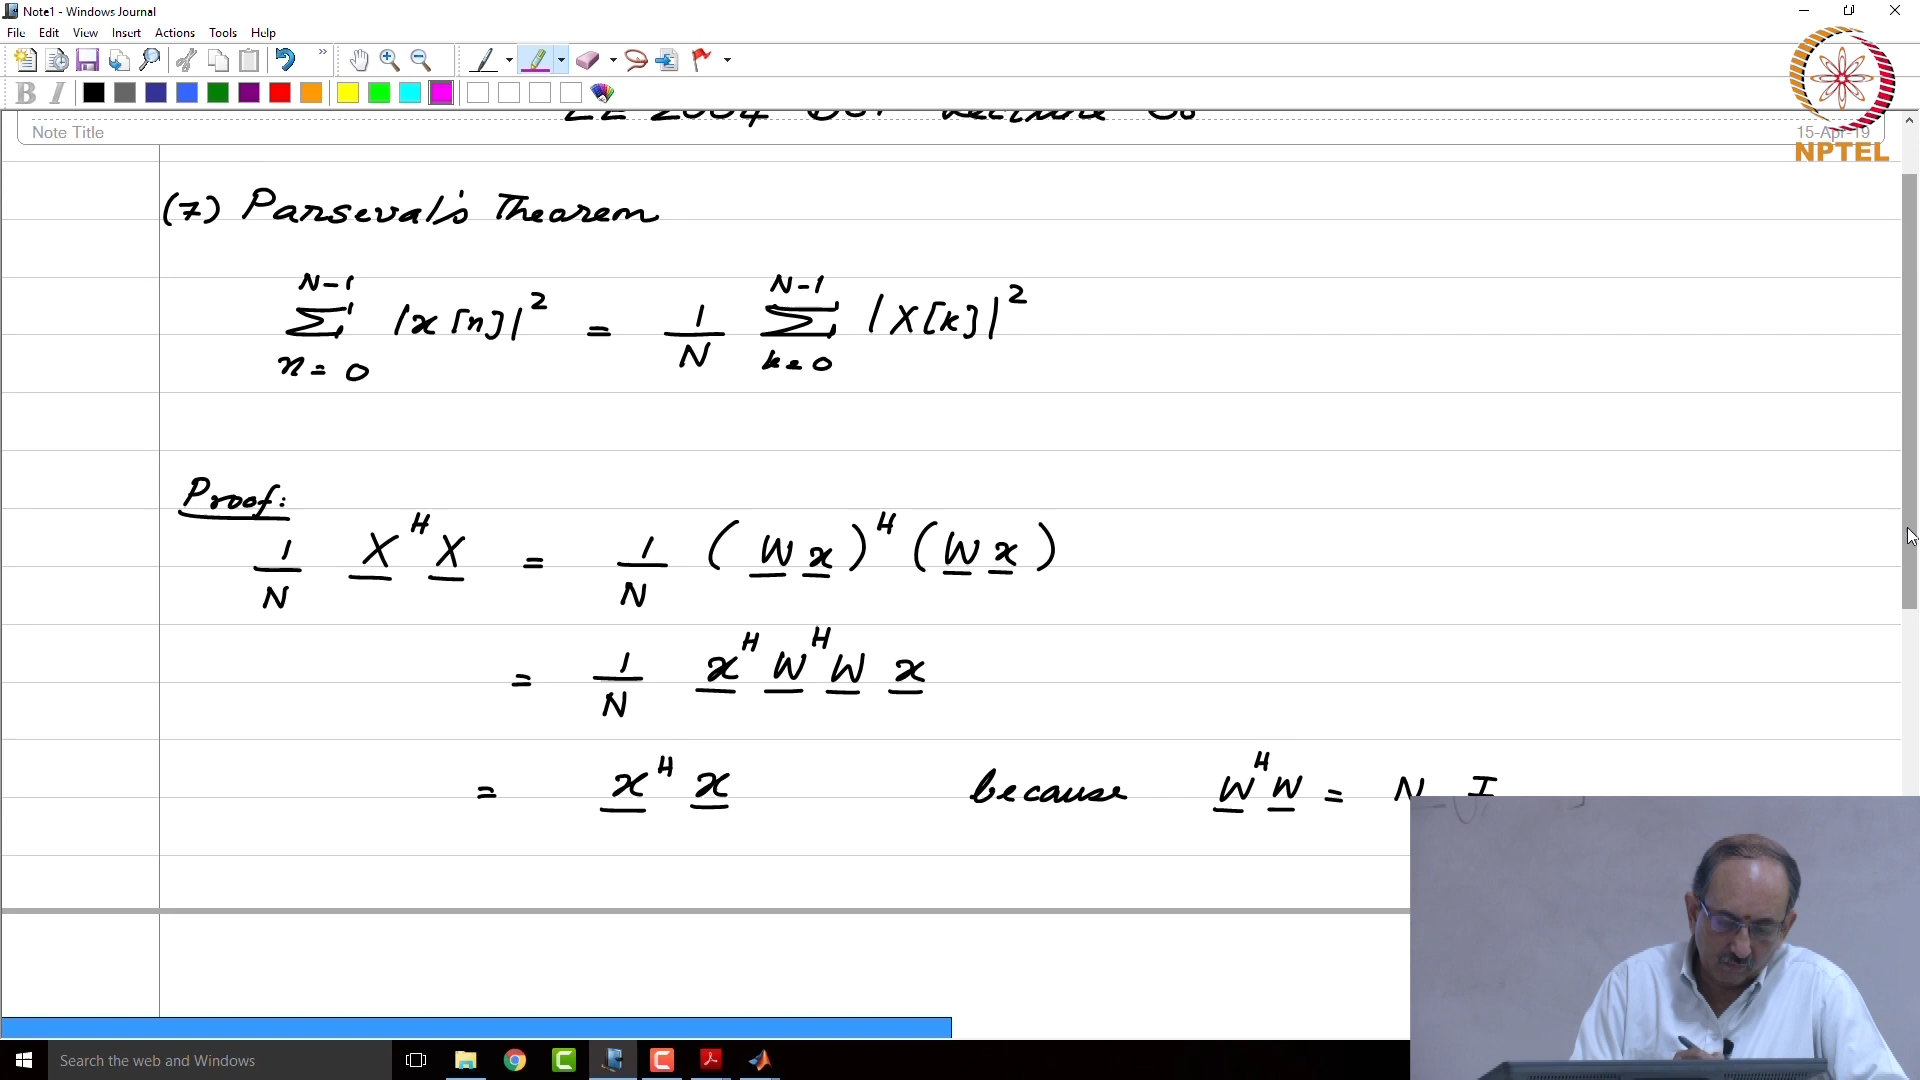 Note1 - Windows Journal
File Edit View Insert Actions Tools Help
B I
Note Title
15-Apr-19
NPTEL
(7) Parseval's Theorem
N-1 ∑ n=0 |x[n]|² = 1/N N-1 ∑ k=0 |X[k]|²
Proof:
1/N X^H X = 1/N (W x)^H (W x)
= 1/N x^H W^H W x
= x^H x because W^H W = N I
Search the web and Windows